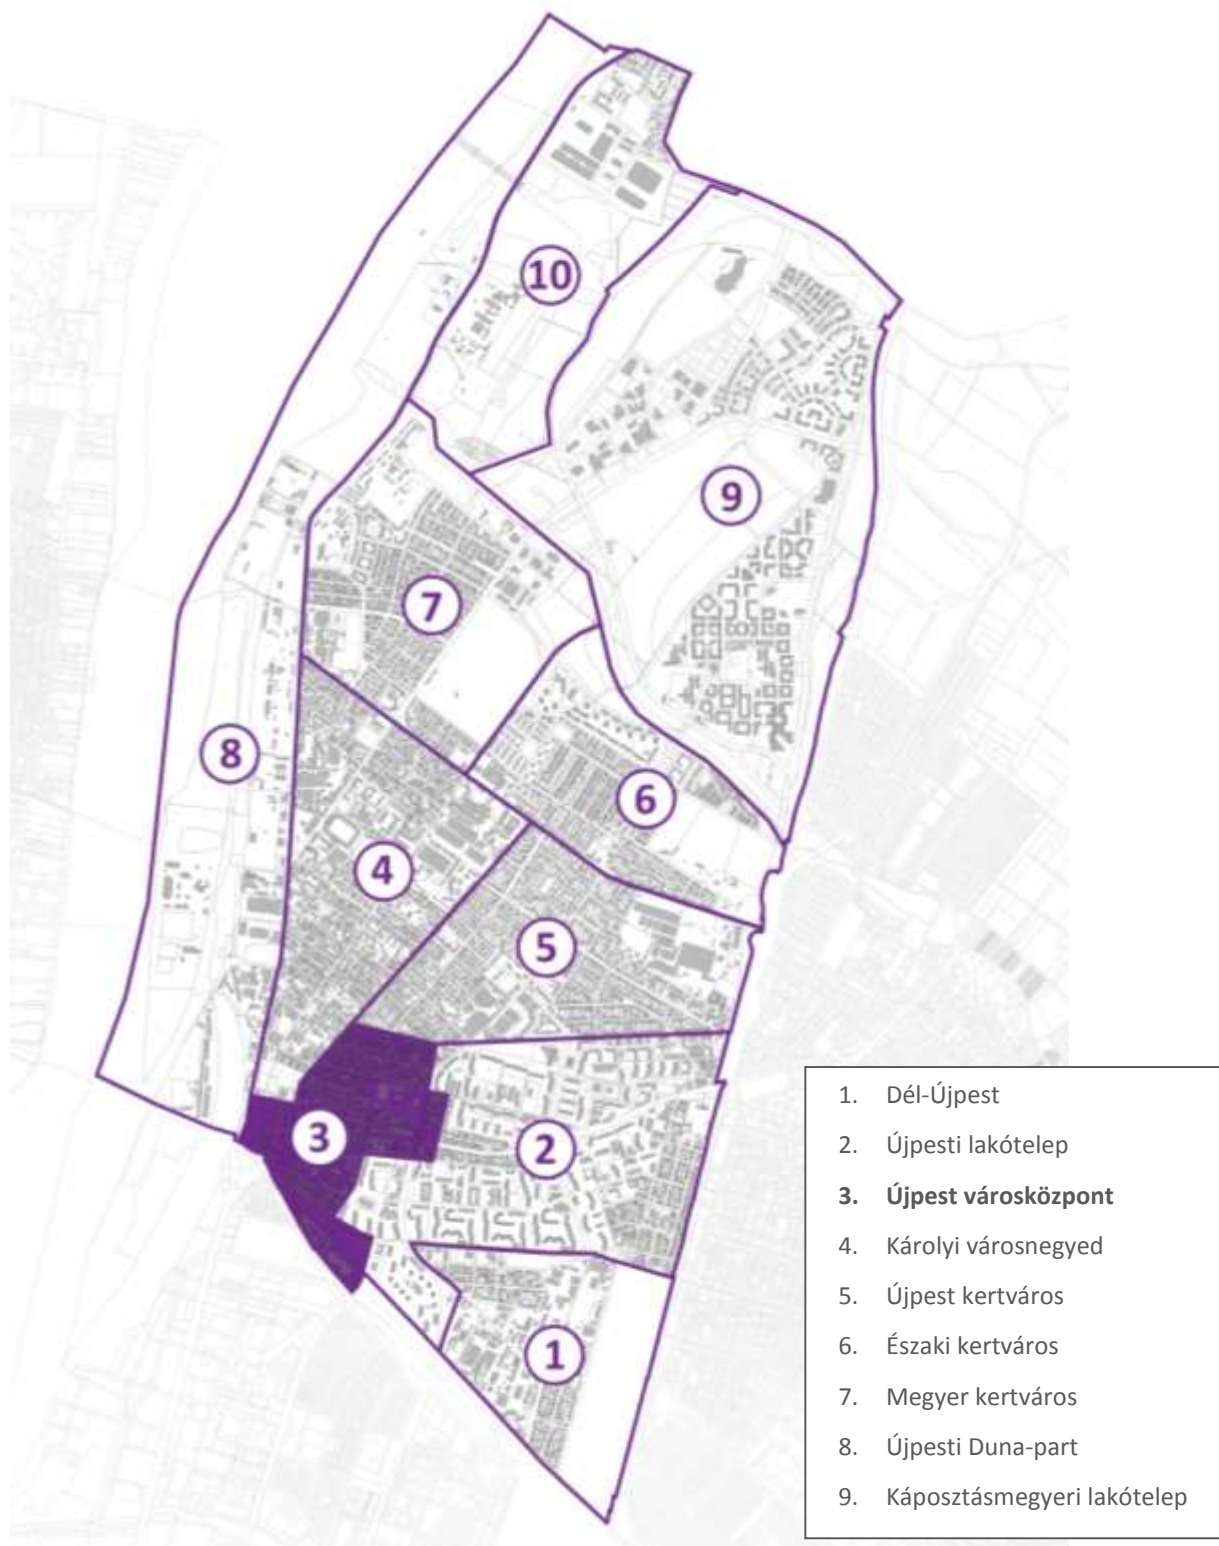 10
9
7
8
6
4
5
3
2
1
1. Dél-Újpest
2. Újpesti lakótelep
3. Újpest városközpont
4. Károlyi városnegyed
5. Újpest kertváros
6. Északi kertváros
7. Megyer kertváros
8. Újpesti Duna-part
9. Káposztásmegyeri lakótelep